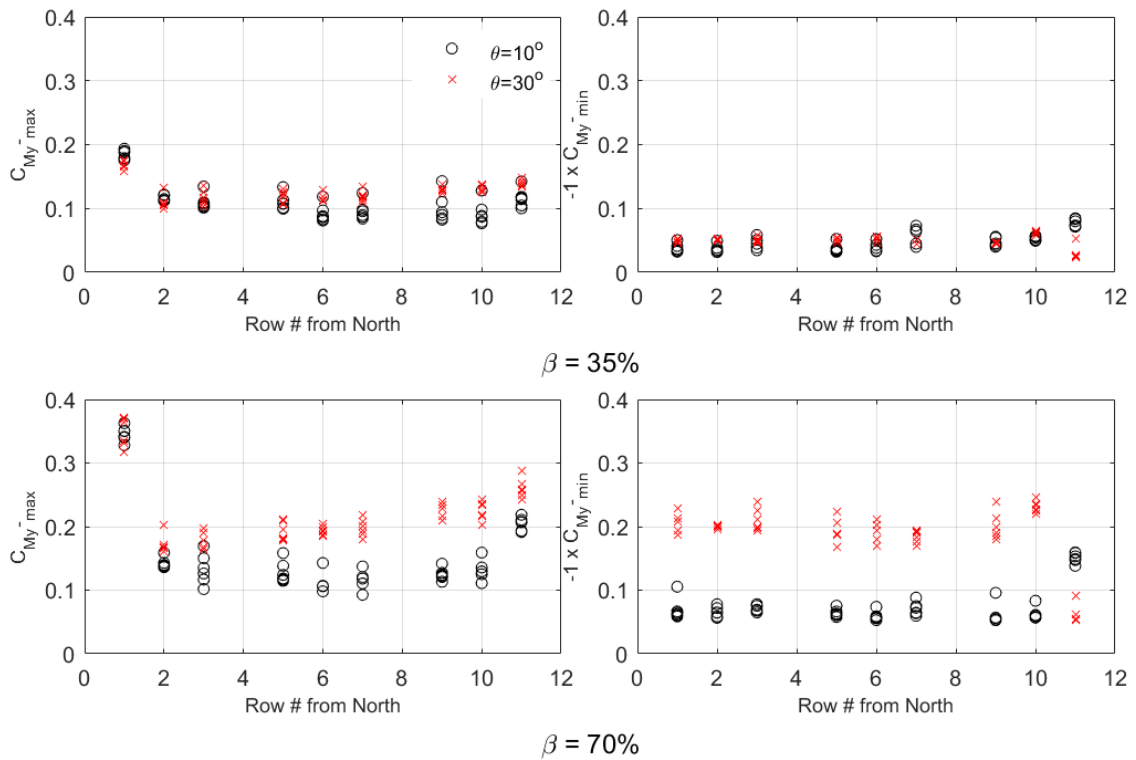 0.4
0.3
0.2
0.1
0
C_My-max
θ=10°
θ=30°
0 2 4 6 8 10 12
Row # from North
0.4
0.3
0.2
0.1
0
-1 x C_My-min
0 2 4 6 8 10 12
Row # from North
β = 35%
0.4
0.3
0.2
0.1
0
C_My-max
0 2 4 6 8 10 12
Row # from North
0.4
0.3
0.2
0.1
0
-1 x C_My-min
0 2 4 6 8 10 12
Row # from North
β = 70%